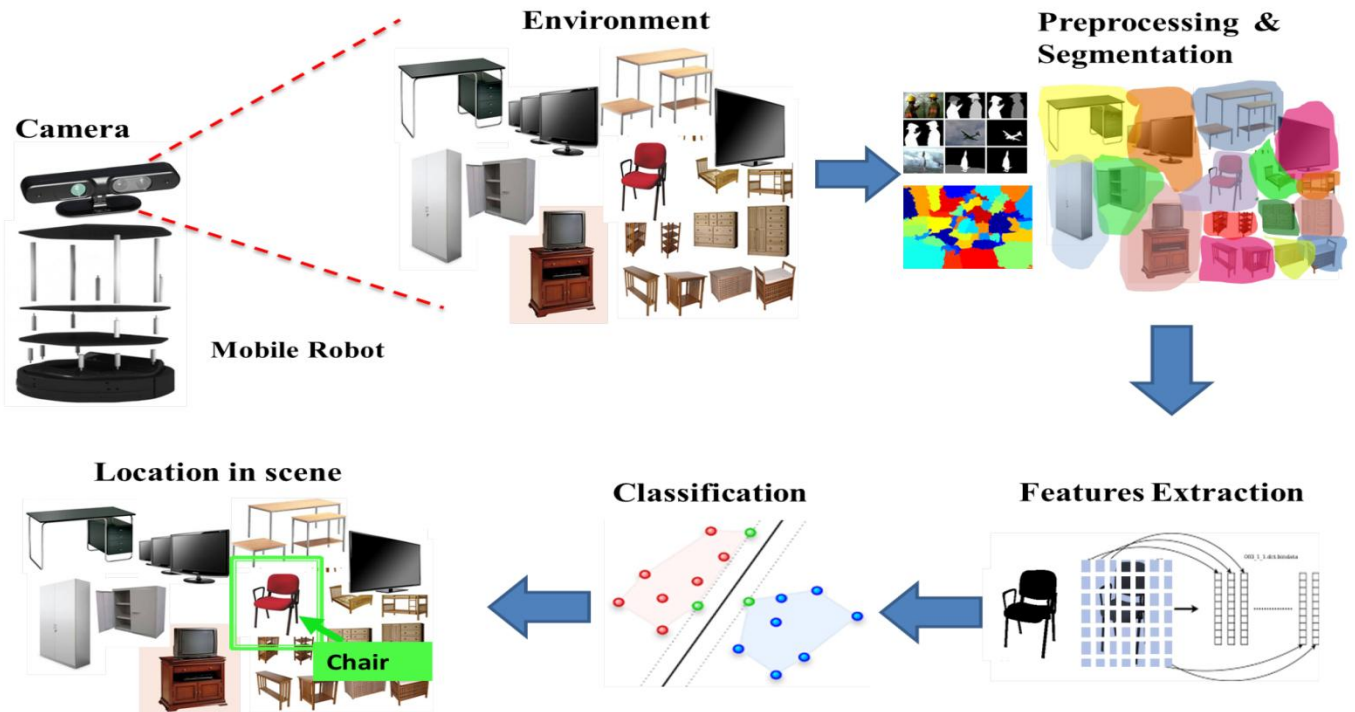 Environment
Preprocessing &
Segmentation
Camera
Mobile Robot
Location in scene
Classification
Features Extraction
Chair